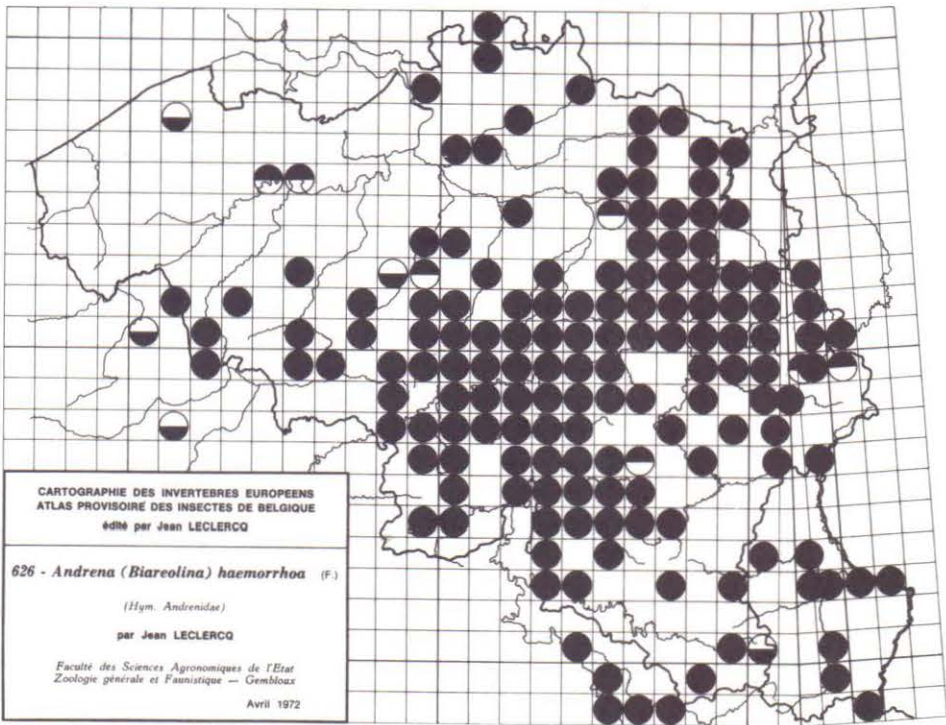 CARTOGRAPHIE DES INVERTEBRES EUROPEENS
ATLAS PROVISOIRE DES INSECTES DE BELGIQUE
édité par Jean LECLERCQ
626 - Andrena (Biareolina) haemorrhoa (F.)
(Hym. Andrenidae)
par Jean LECLERCQ
Faculté des Sciences Agronomiques de l'Etat
Zoologie générale et Faunistique — Gembloux
Avril 1972